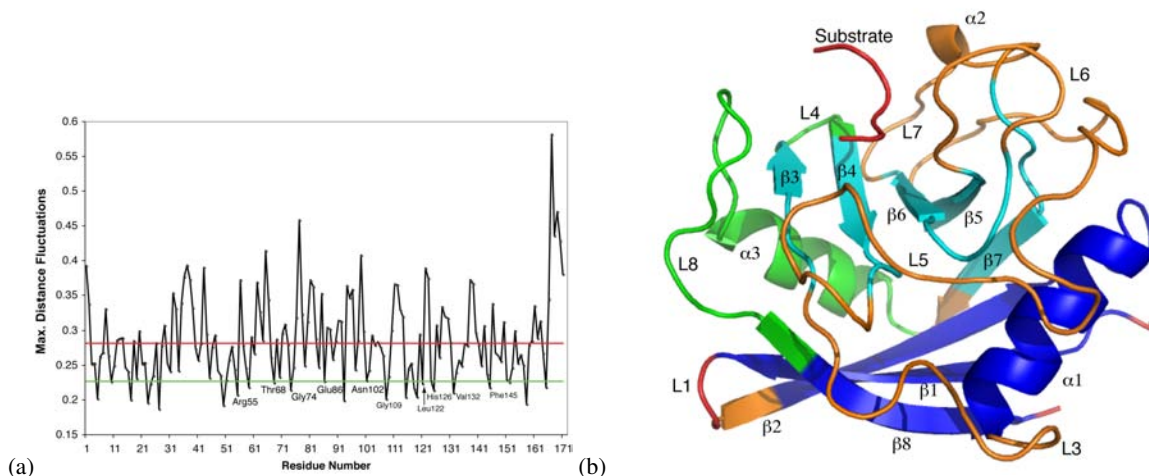 (a)
Max. Distance Fluctuations
0.6
0.55
0.5
0.45
0.4
0.35
0.3
0.25
0.2
0.15
Arg55
Thr68
Gly74
Glu86
Asn102
Gly109
Leu122
His126
Val132
Phe145
1 11 21 31 41 51 61 71 81 91 101 111 121 131 141 151 161 171
Residue Number
(b)
Substrate
α2
L6
L4
L7
β3
β4
β6
β5
α3
L5
β7
L8
L1
β1
α1
β2
β8
L3